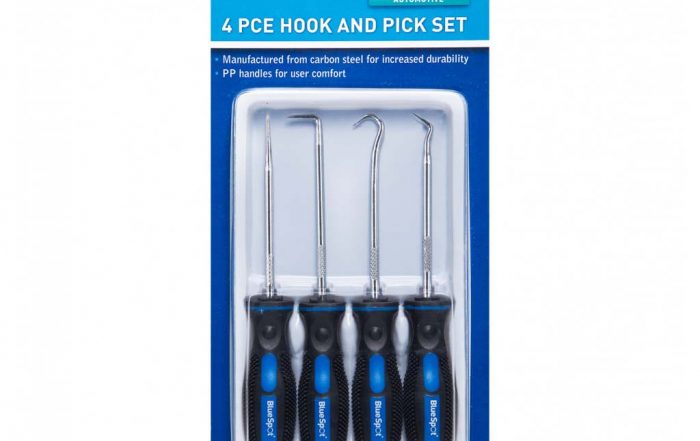 AUTOMOTIVE
4 PCE HOOK AND PICK SET
• Manufactured from carbon steel for increased durability
• PP handles for user comfort
BlueSpot
BlueSpot
BlueSpot
BlueSpot